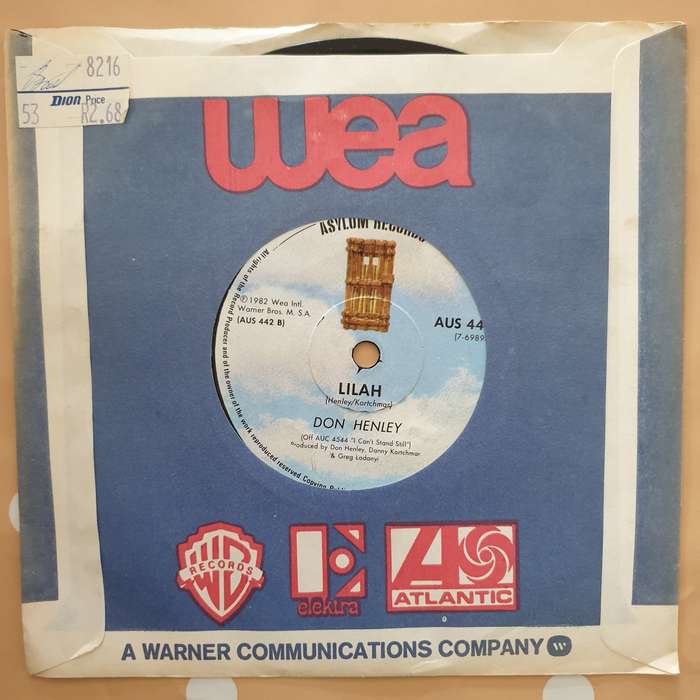 8216
DION Price
53 R2.68
wea
ASYLUM RECORDS
All rights of the Record Producer and of the owner of the work reproduced reserved. Copying, Publi
℗1982 Wea Intl.
Warner Bros. M. S.A.
(AUS 442 B)
AUS 44
(7-6989
LILAH
(Henley/Kortchmar)
DON HENLEY
(Off AUC 4544 "I Can't Stand Still")
Produced by Don Henley, Danny Kortchmar
& Greg Ladanyi
WB
RECORDS
elektra
ATLANTIC
A WARNER COMMUNICATIONS COMPANY